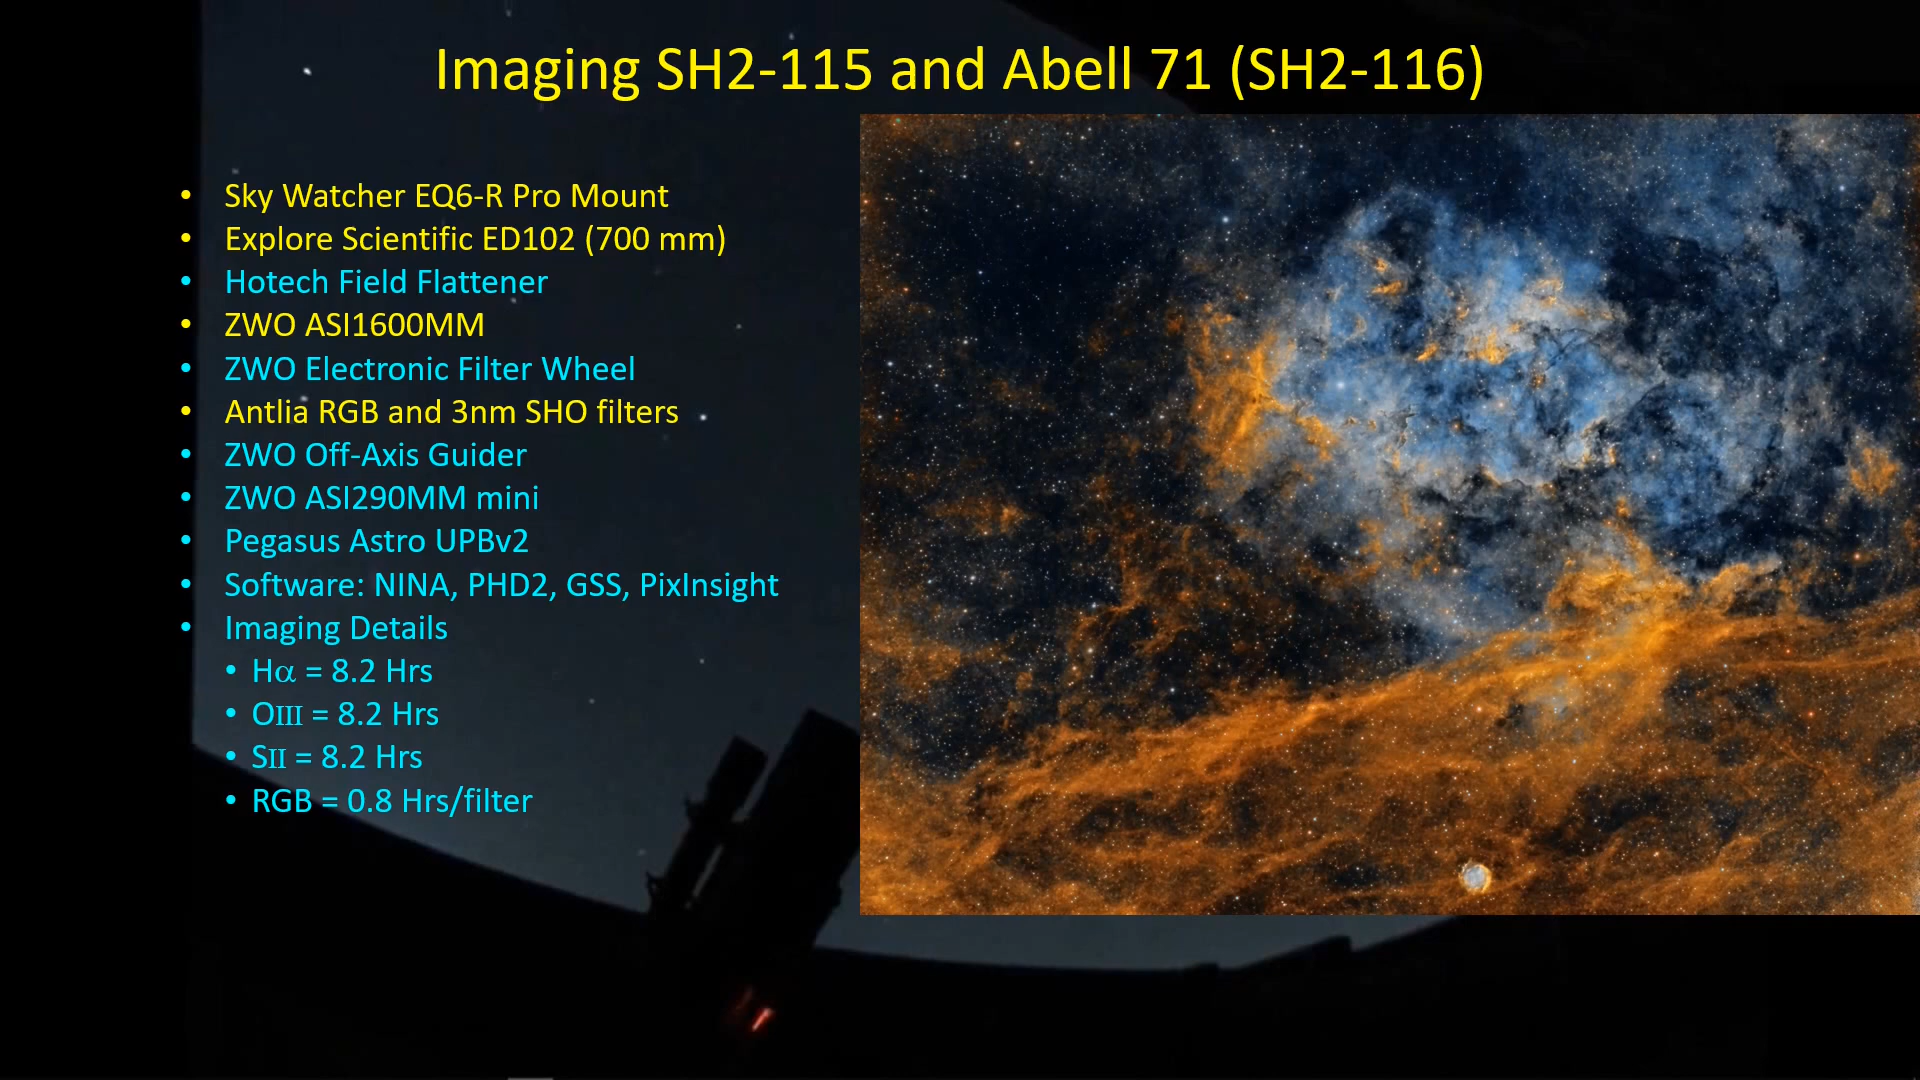 Imaging SH2-115 and Abell 71 (SH2-116)
• Sky Watcher EQ6-R Pro Mount
• Explore Scientific ED102 (700 mm)
• Hotech Field Flattener
• ZWO ASI1600MM
• ZWO Electronic Filter Wheel
• Antlia RGB and 3nm SHO filters
• ZWO Off-Axis Guider
• ZWO ASI290MM mini
• Pegasus Astro UPBv2
• Software: NINA, PHD2, GSS, PixInsight
• Imaging Details
• Hα = 8.2 Hrs
• OIII = 8.2 Hrs
• SII = 8.2 Hrs
• RGB = 0.8 Hrs/filter